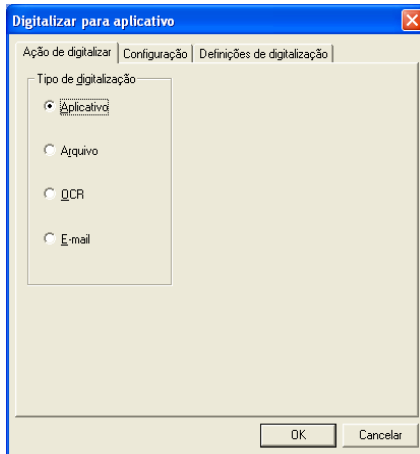 Digitalizar para aplicativo
Ação de digitalizar Configuração Definições de digitalização
Tipo de digitalização
Aplicativo
Arquivo
OCR
E-mail
OK Cancelar